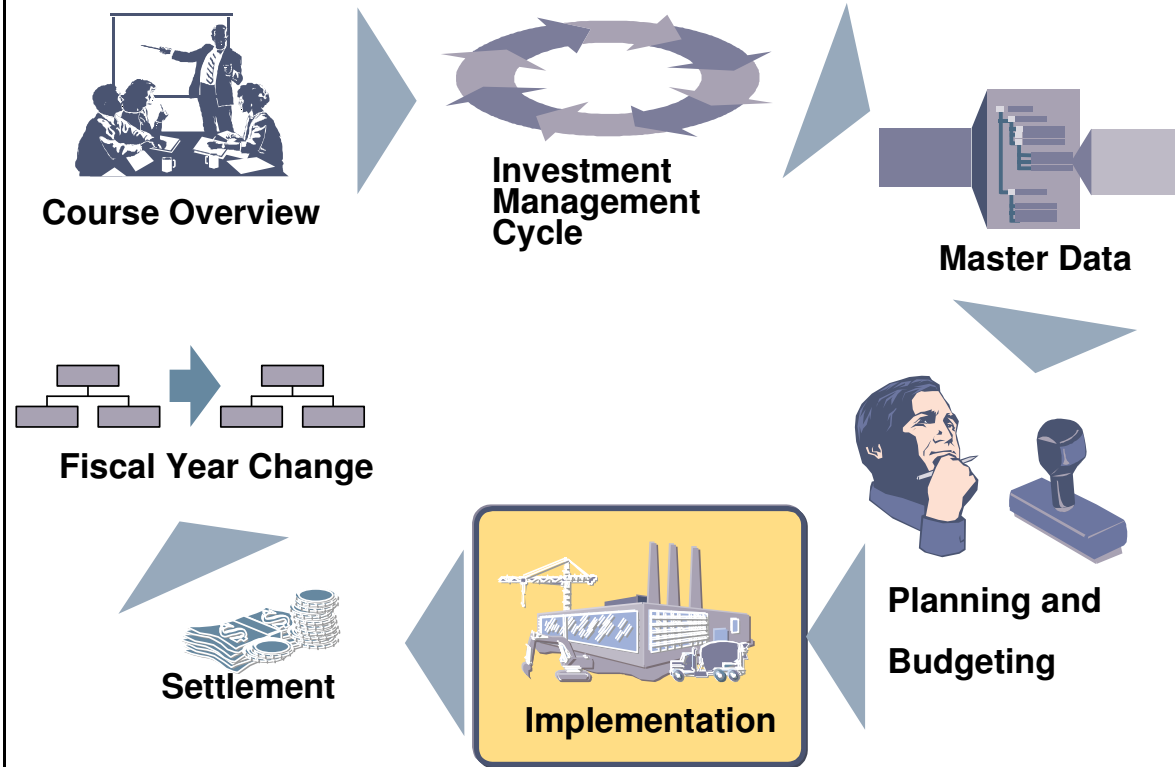 Course Overview
Investment
Management
Cycle
Master Data
Planning and
Budgeting
Implementation
Settlement
Fiscal Year Change